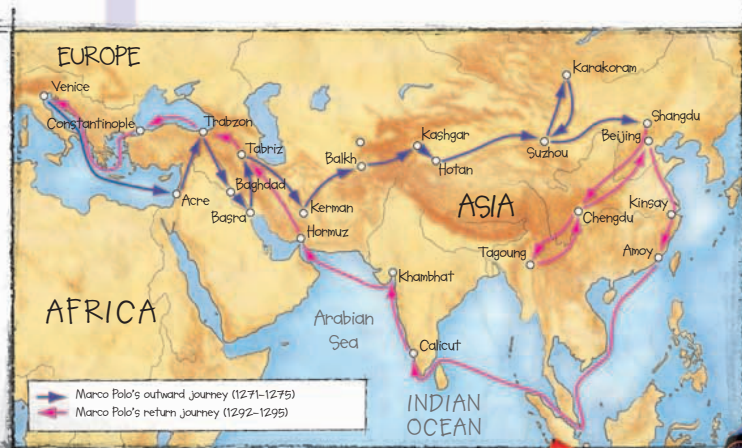 EUROPE
Venice
Constantinople
Trabzon
Tabriz
Baghdad
Acre
Basra
Kerman
Hormuz
Balkh
Kashgar
Hotan
Karakoram
Suzhou
Shangdu
Beijing
ASIA
Chengdu
Kinsay
Amoy
Tagoung
Khambhat
Calicut
AFRICA
Arabian
Sea
INDIAN
OCEAN
Marco Polo's outward journey (1271–1275)
Marco Polo's return journey (1292–1295)